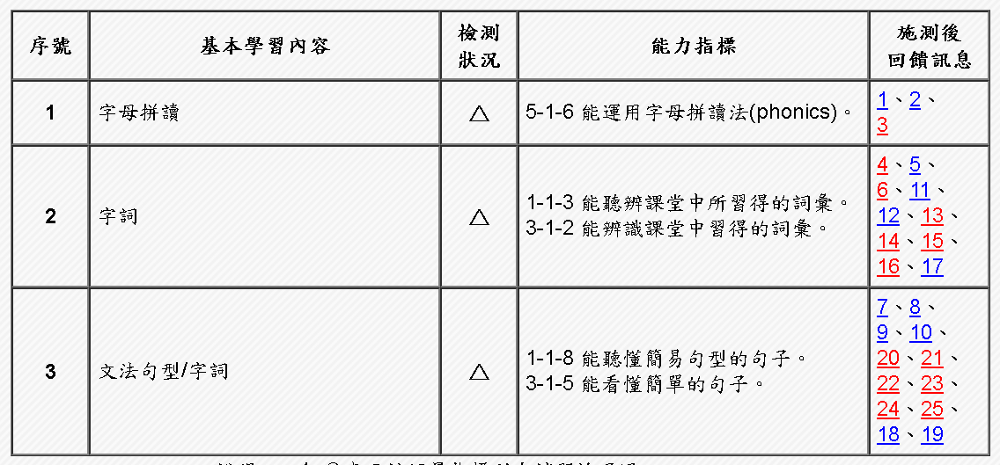 序號 基本學習內容 檢測狀況 能力指標 施測後回饋訊息
1 字母拼讀 △ 5-1-6 能運用字母拼讀法(phonics)。 1、2、
3
2 字詞 △ 1-1-3 能聽辨課堂中所習得的詞彙。
3-1-2 能辨識課堂中習得的詞彙。
4、5、
6、11、
12、13、
14、15、
16、17
3 文法句型/字詞 △ 1-1-8 能聽懂簡易句型的句子。
3-1-5 能看懂簡單的句子。
7、8、
9、10、
20、21、
22、23、
24、25、
18、19